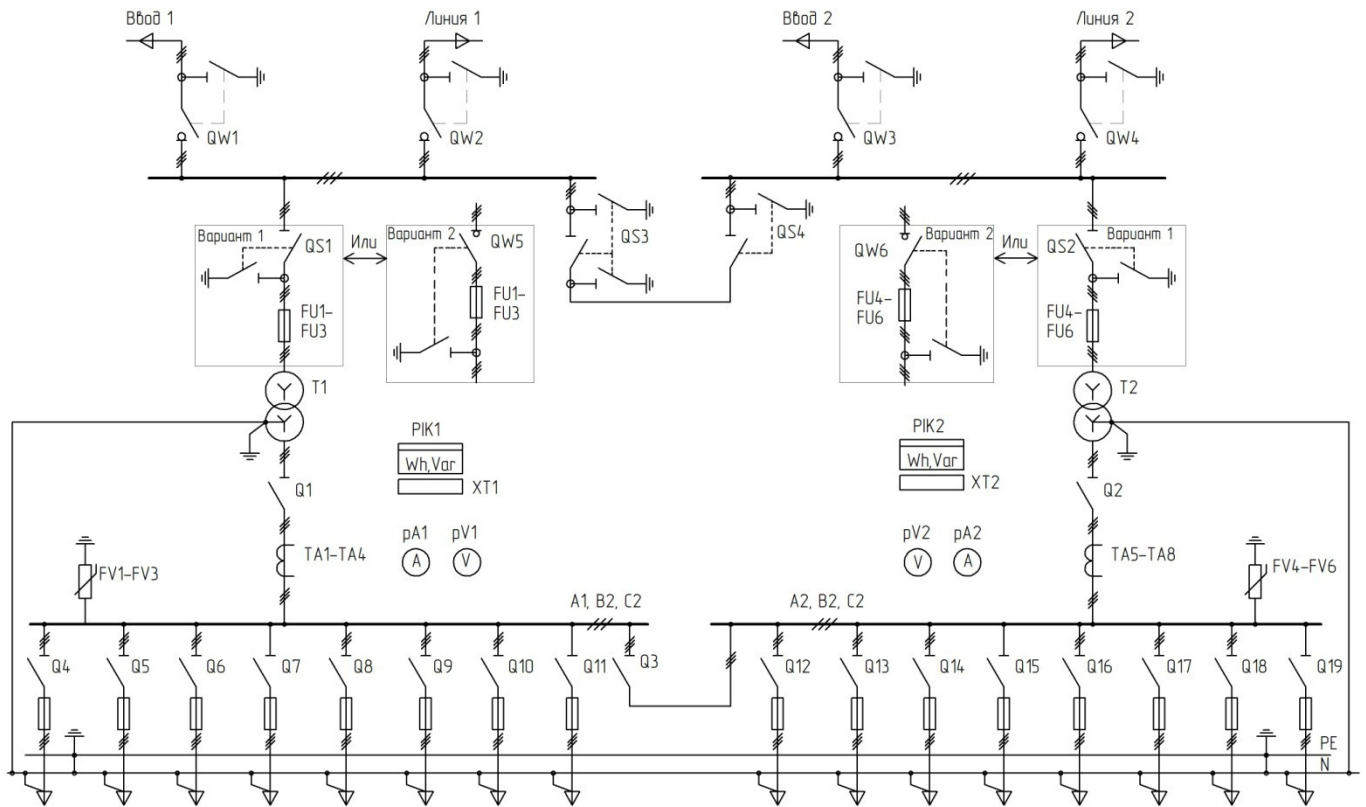 Ввод 1
Линия 1
Ввод 2
Линия 2
QW1
QW2
QW3
QW4
Вариант 1
QS1
Или
Вариант 2
QW5
QS3
QS4
QW6
Вариант 2
Или
QS2
Вариант 1
FU1-
FU3
FU1-
FU3
FU4-
FU6
FU4-
FU6
T1
T2
PIK1
Wh,Var
XT1
PIK2
Wh,Var
XT2
Q1
Q2
pA1
pV1
A
V
pV2
pA2
V
A
TA1-TA4
TA5-TA8
FV1-FV3
FV4-FV6
A1, B2, C2
A2, B2, C2
Q4
Q5
Q6
Q7
Q8
Q9
Q10
Q11
Q3
Q12
Q13
Q14
Q15
Q16
Q17
Q18
Q19
PE
N